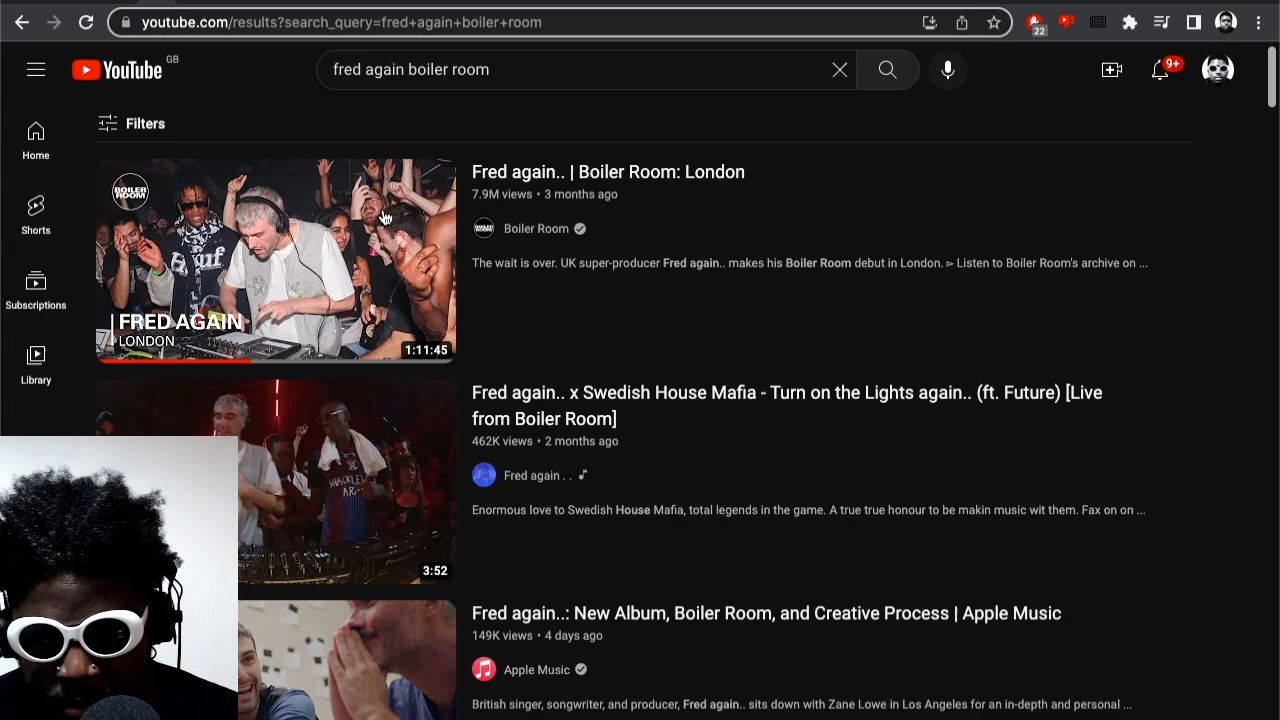 youtube.com/results?search_query=fred+again+boiler+room
22
YouTube GB
fred again boiler room
9+
Home
Shorts
Subscriptions
Library
Filters
BOILER ROOM
FRED AGAIN
LONDON
1:11:45
Fred again.. | Boiler Room: London
7.9M views • 3 months ago
Boiler Room
The wait is over. UK super-producer Fred again.. makes his Boiler Room debut in London. ▻ Listen to Boiler Room's archive on ...
3:52
Fred again.. x Swedish House Mafia - Turn on the Lights again.. (ft. Future) [Live
from Boiler Room]
462K views • 2 months ago
Fred again . .
Enormous love to Swedish House Mafia, total legends in the game. A true true honour to be makin music wit them. Fax on on ...
Fred again..: New Album, Boiler Room, and Creative Process | Apple Music
149K views • 4 days ago
Apple Music
British singer, songwriter, and producer, Fred again.. sits down with Zane Lowe in Los Angeles for an in-depth and personal ...